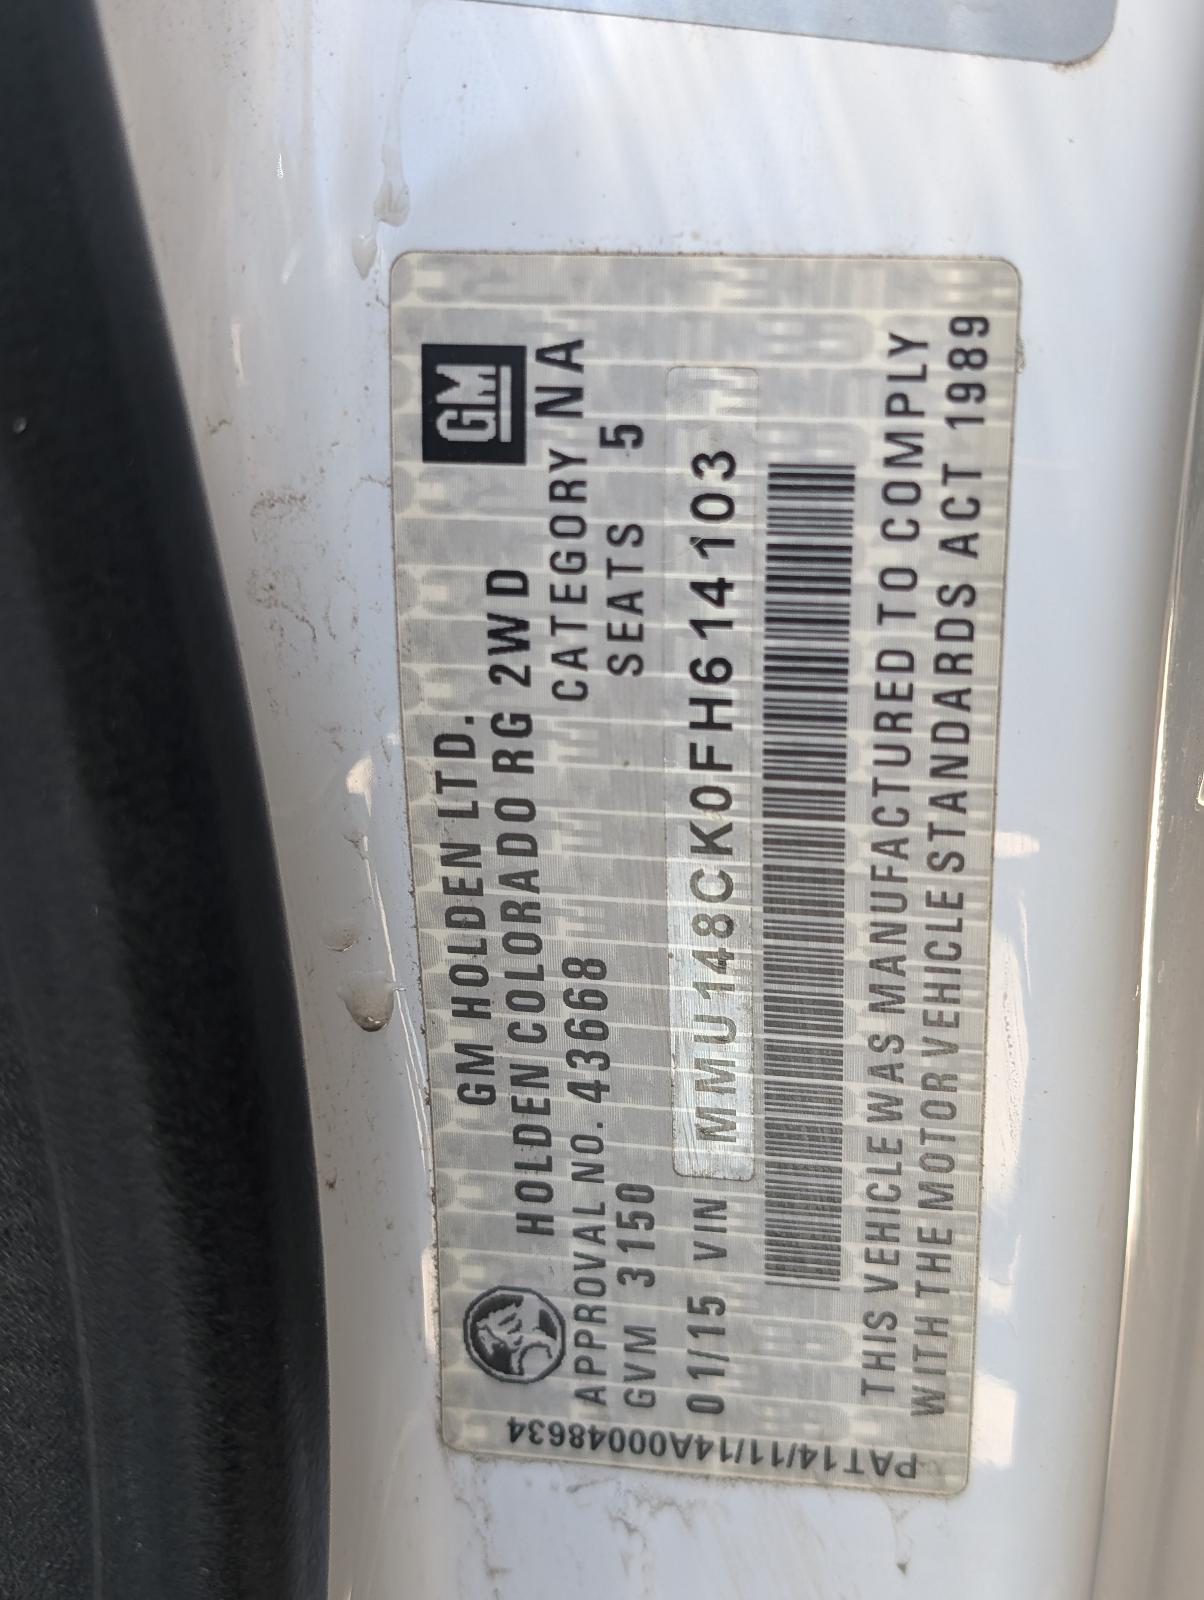 GM
GM HOLDEN LTD.
HOLDEN COLORADO RG 2WD
APPROVAL NO. 43668 CATEGORY NA
GVM 3150 SEATS 5
01/15 VIN MMU148CK0FH614103
THIS VEHICLE WAS MANUFACTURED TO COMPLY
WITH THE MOTOR VEHICLE STANDARDS ACT 1989
PAT14/11/14A00048634